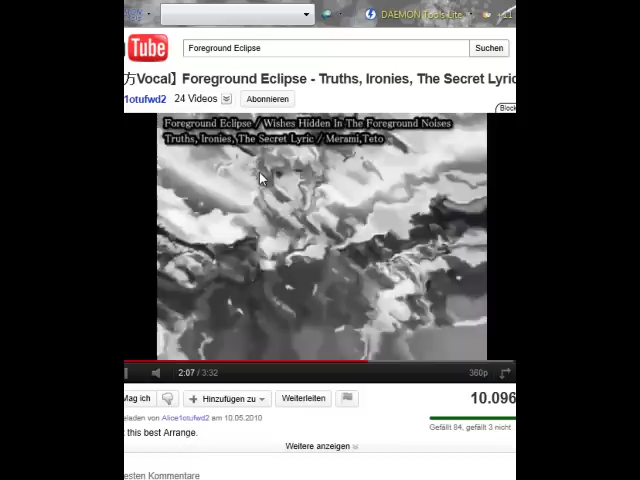 DAEMON Tools Lite
+11
Tube
Foreground Eclipse
Suchen
方Vocal】 Foreground Eclipse - Truths, Ironies, The Secret Lyric
1otufwd2
24 Videos
Abonnieren
Block
Foreground Eclipse / Wishes Hidden In The Foreground Noises
Truths, Ironies, The Secret Lyric / Merami,Teto
2:07 / 3:32
360p
Mag ich
Hinzufügen zu
Weiterleiten
10.096
eladen von Alice1otufwd2 am 10.05.2010
Gefällt 84, gefällt 3 nicht
this best Arrange.
Weitere anzeigen
esten Kommentare